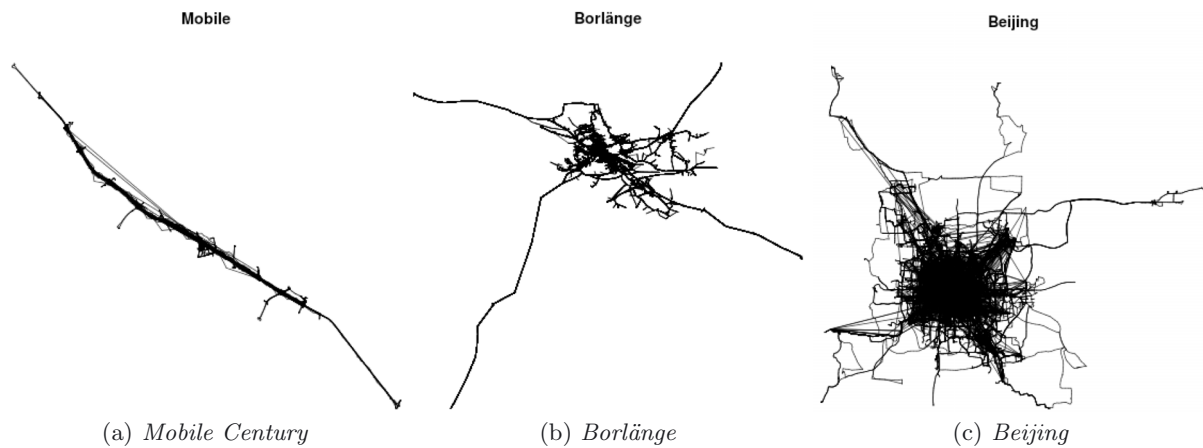 Mobile
Borlänge
Beijing
(a) Mobile Century
(b) Borlänge
(c) Beijing